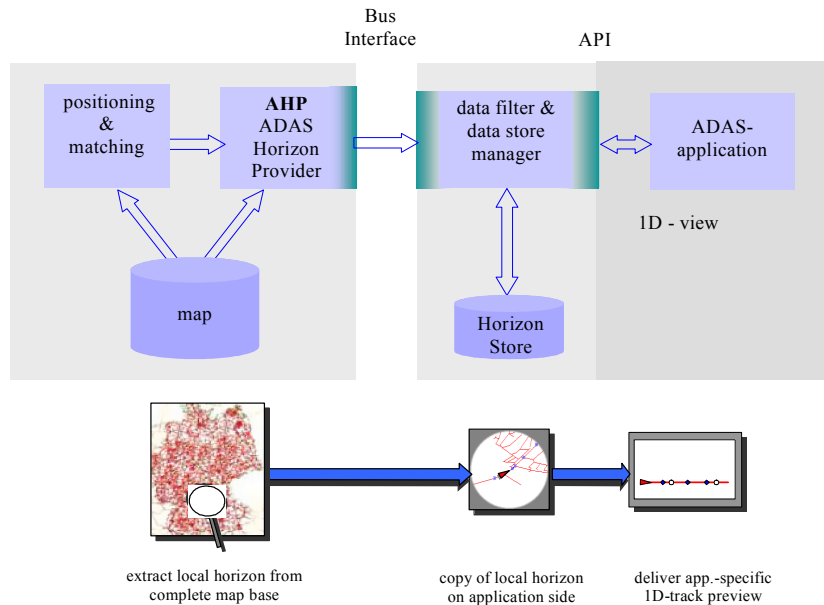 Bus
Interface
API
positioning
&
matching
AHP
ADAS
Horizon
Provider
data filter &
data store
manager
ADAS-
application
1D - view
map
Horizon
Store
extract local horizon from
complete map base
copy of local horizon
on application side
deliver app.-specific
1D-track preview